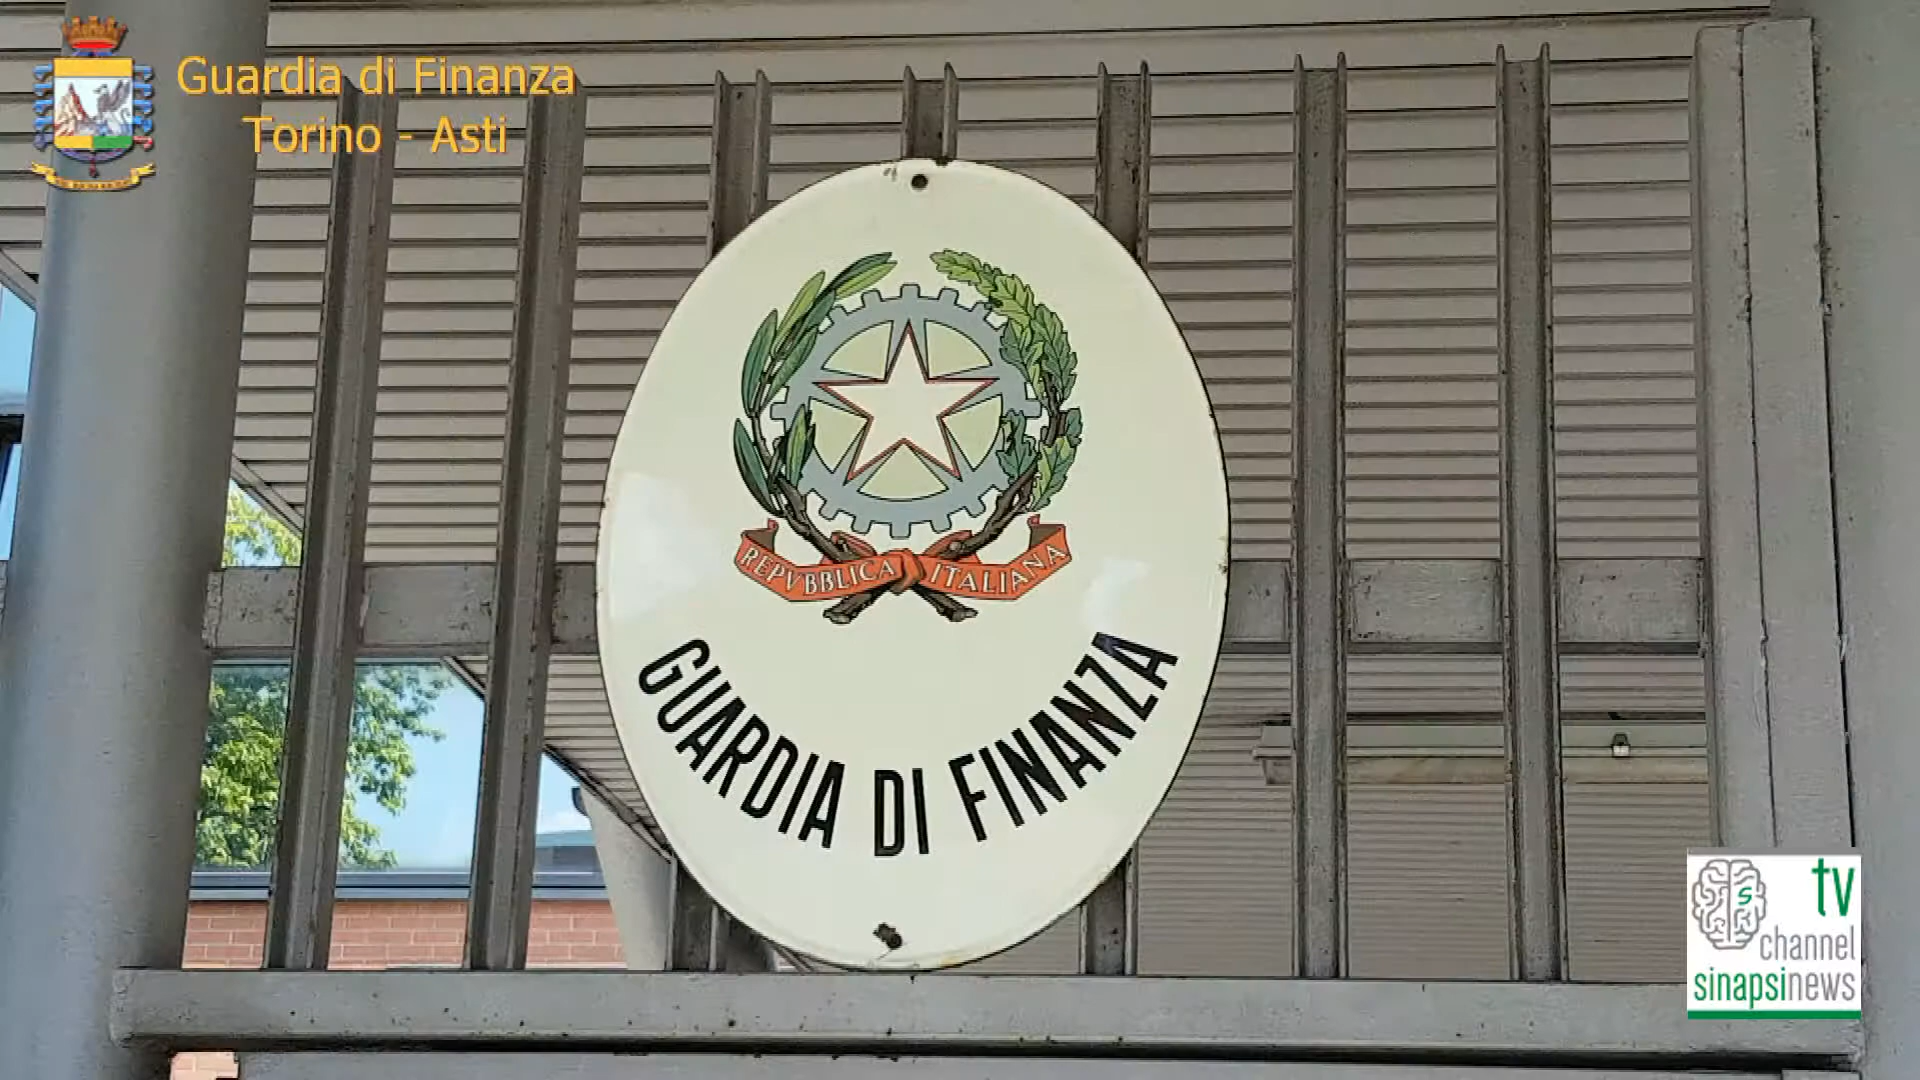 Guardia di Finanza
Torino - Asti
REPVBBLICA ITALIANA
GUARDIA DI FINANZA
S
tv
channel
sinapsinews